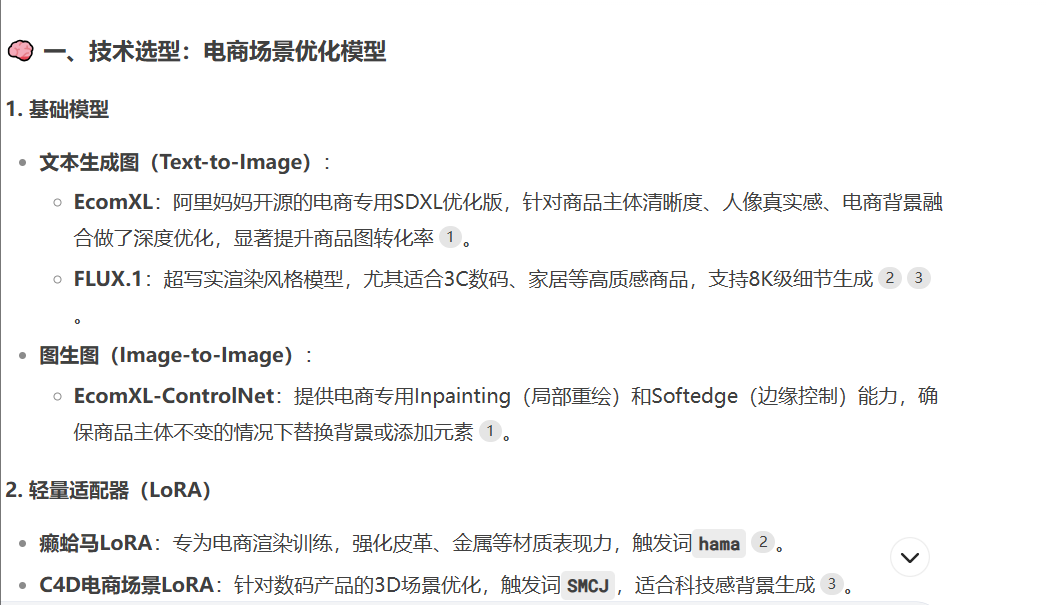 🧠 一、技术选型：电商场景优化模型
1. 基础模型
• 文本生成图（Text-to-Image）：
◦ EcomXL：阿里妈妈开源的电商专用SDXL优化版，针对商品主体清晰度、人像真实感、电商背景融
合做了深度优化，显著提升商品图转化率 1 。
◦ FLUX.1：超写实渲染风格模型，尤其适合3C数码、家居等高质感商品，支持8K级细节生成 2 3
。
• 图生图（Image-to-Image）：
◦ EcomXL-ControlNet：提供电商专用Inpainting（局部重绘）和Softedge（边缘控制）能力，确
保商品主体不变的情况下替换背景或添加元素 1 。
2. 轻量适配器（LoRA）
• 癞蛤马LoRA：专为电商渲染训练，强化皮革、金属等材质表现力，触发词 hama 2 。
• C4D电商场景LoRA：针对数码产品的3D场景优化，触发词 SMCJ ，适合科技感背景生成 3 。